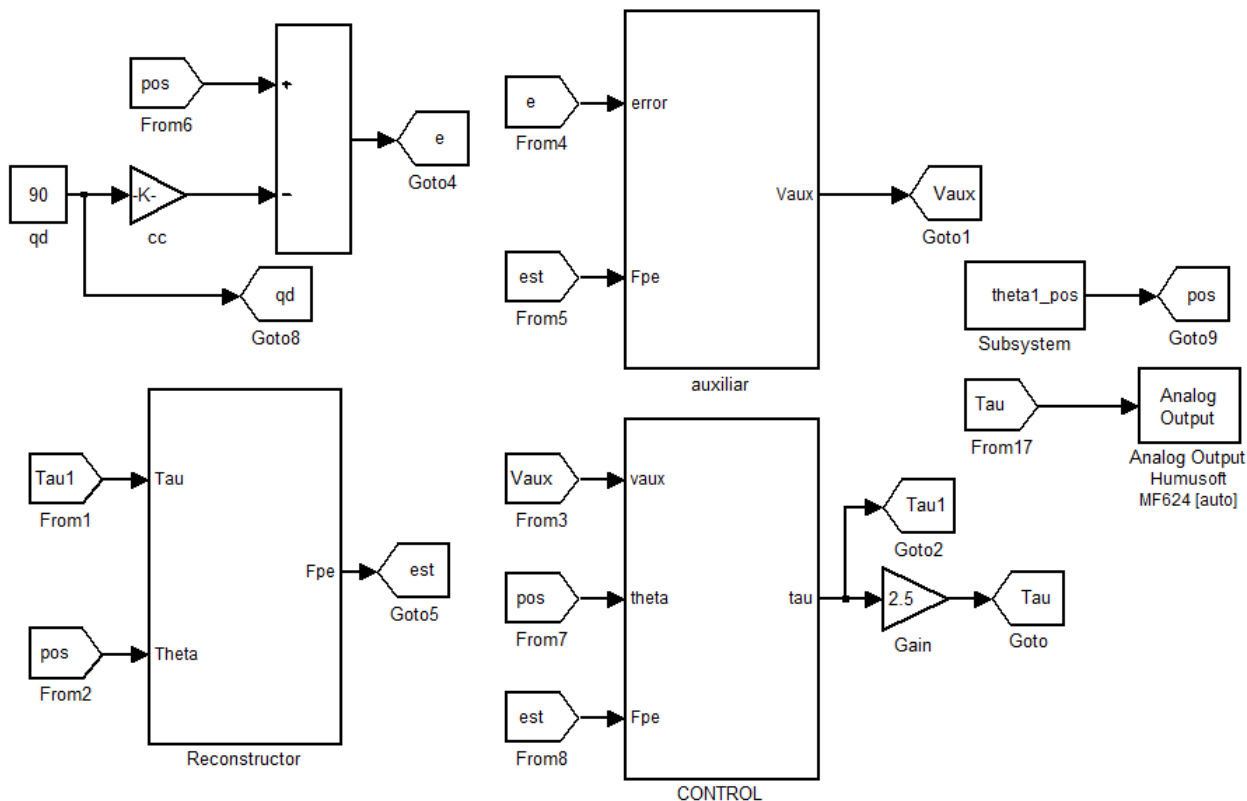 pos
+
From6
e
Goto4
90
-K-
−
qd
cc
qd
Goto8
e
error
From4
Vaux
Vaux
Goto1
est
Fpe
From5
auxiliar
theta1_pos
pos
Subsystem
Goto9
Tau
Analog
Output
From17
Analog Output
Humusoft
MF624 [auto]
Tau1
Tau
From1
Fpe
est
Goto5
pos
Theta
From2
Reconstructor
Vaux
vaux
From3
Tau1
Goto2
pos
theta
tau
2.5
Tau
From7
Gain
Goto
est
Fpe
From8
CONTROL